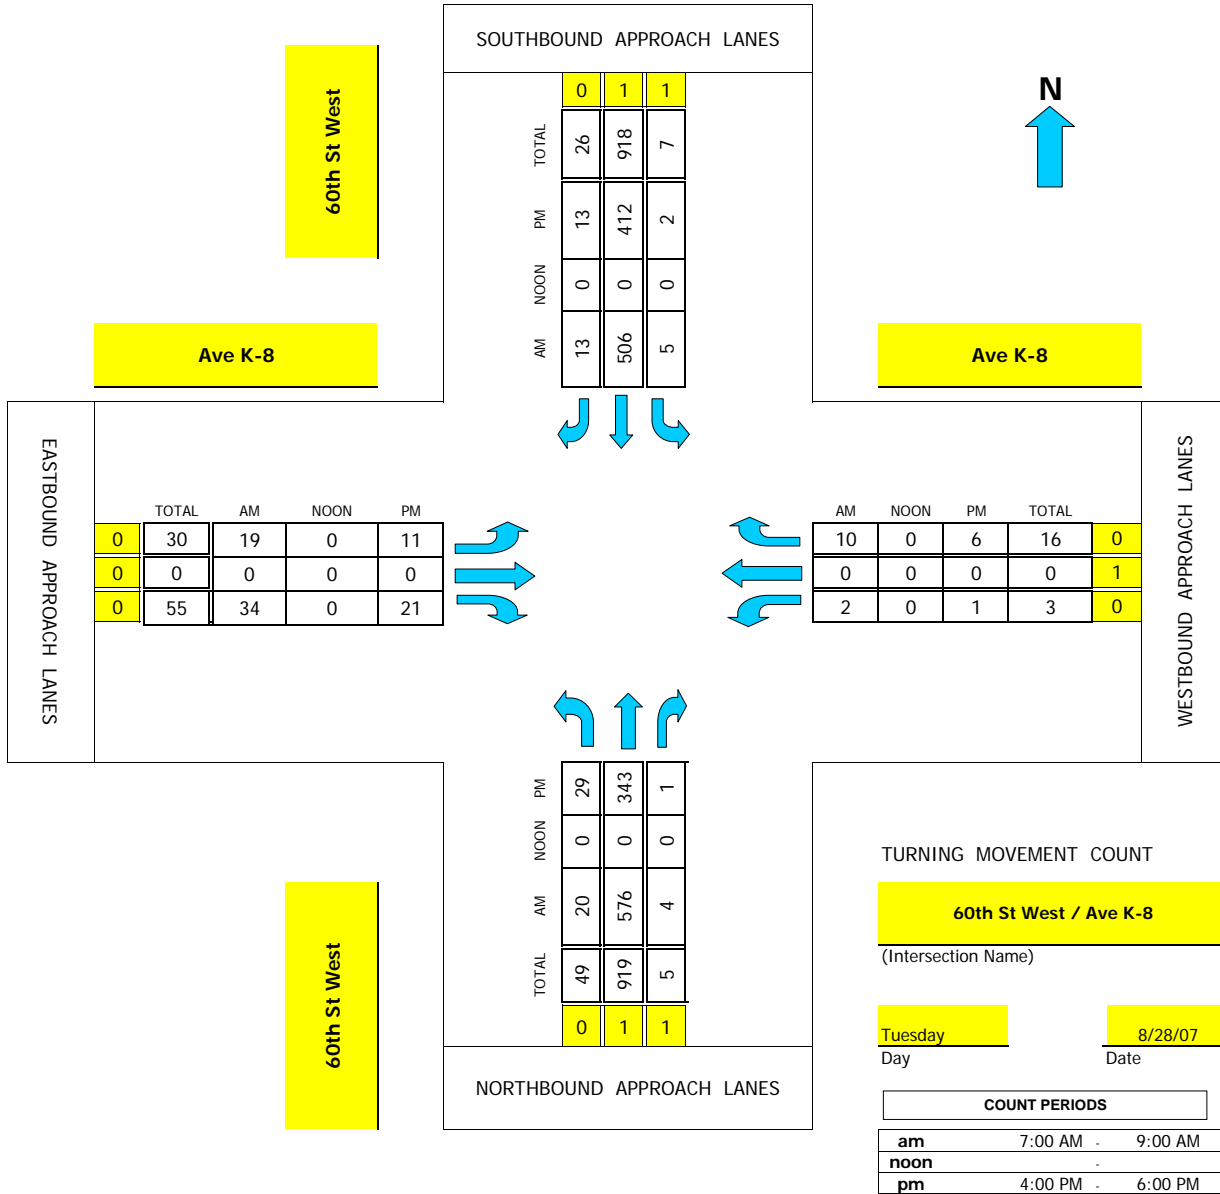 SOUTHBOUND APPROACH LANES
0 1 1
TOTAL 26 918 7
PM 13 412 2
NOON 0 0 0
AM 13 506 5
60th St West
N
Ave K-8
Ave K-8
EASTBOUND APPROACH LANES
TOTAL AM NOON PM
0 30 19 0 11
0 0 0 0 0
0 55 34 0 21
AM NOON PM TOTAL
10 0 6 16 0
0 0 0 0 1
2 0 1 3 0
WESTBOUND APPROACH LANES
PM 29 343 1
NOON 0 0 0
AM 20 576 4
TOTAL 49 919 5
0 1 1
NORTHBOUND APPROACH LANES
60th St West
TURNING MOVEMENT COUNT
60th St West / Ave K-8
(Intersection Name)
Tuesday 8/28/07
Day Date
COUNT PERIODS
am 7:00 AM - 9:00 AM
noon -
pm 4:00 PM - 6:00 PM